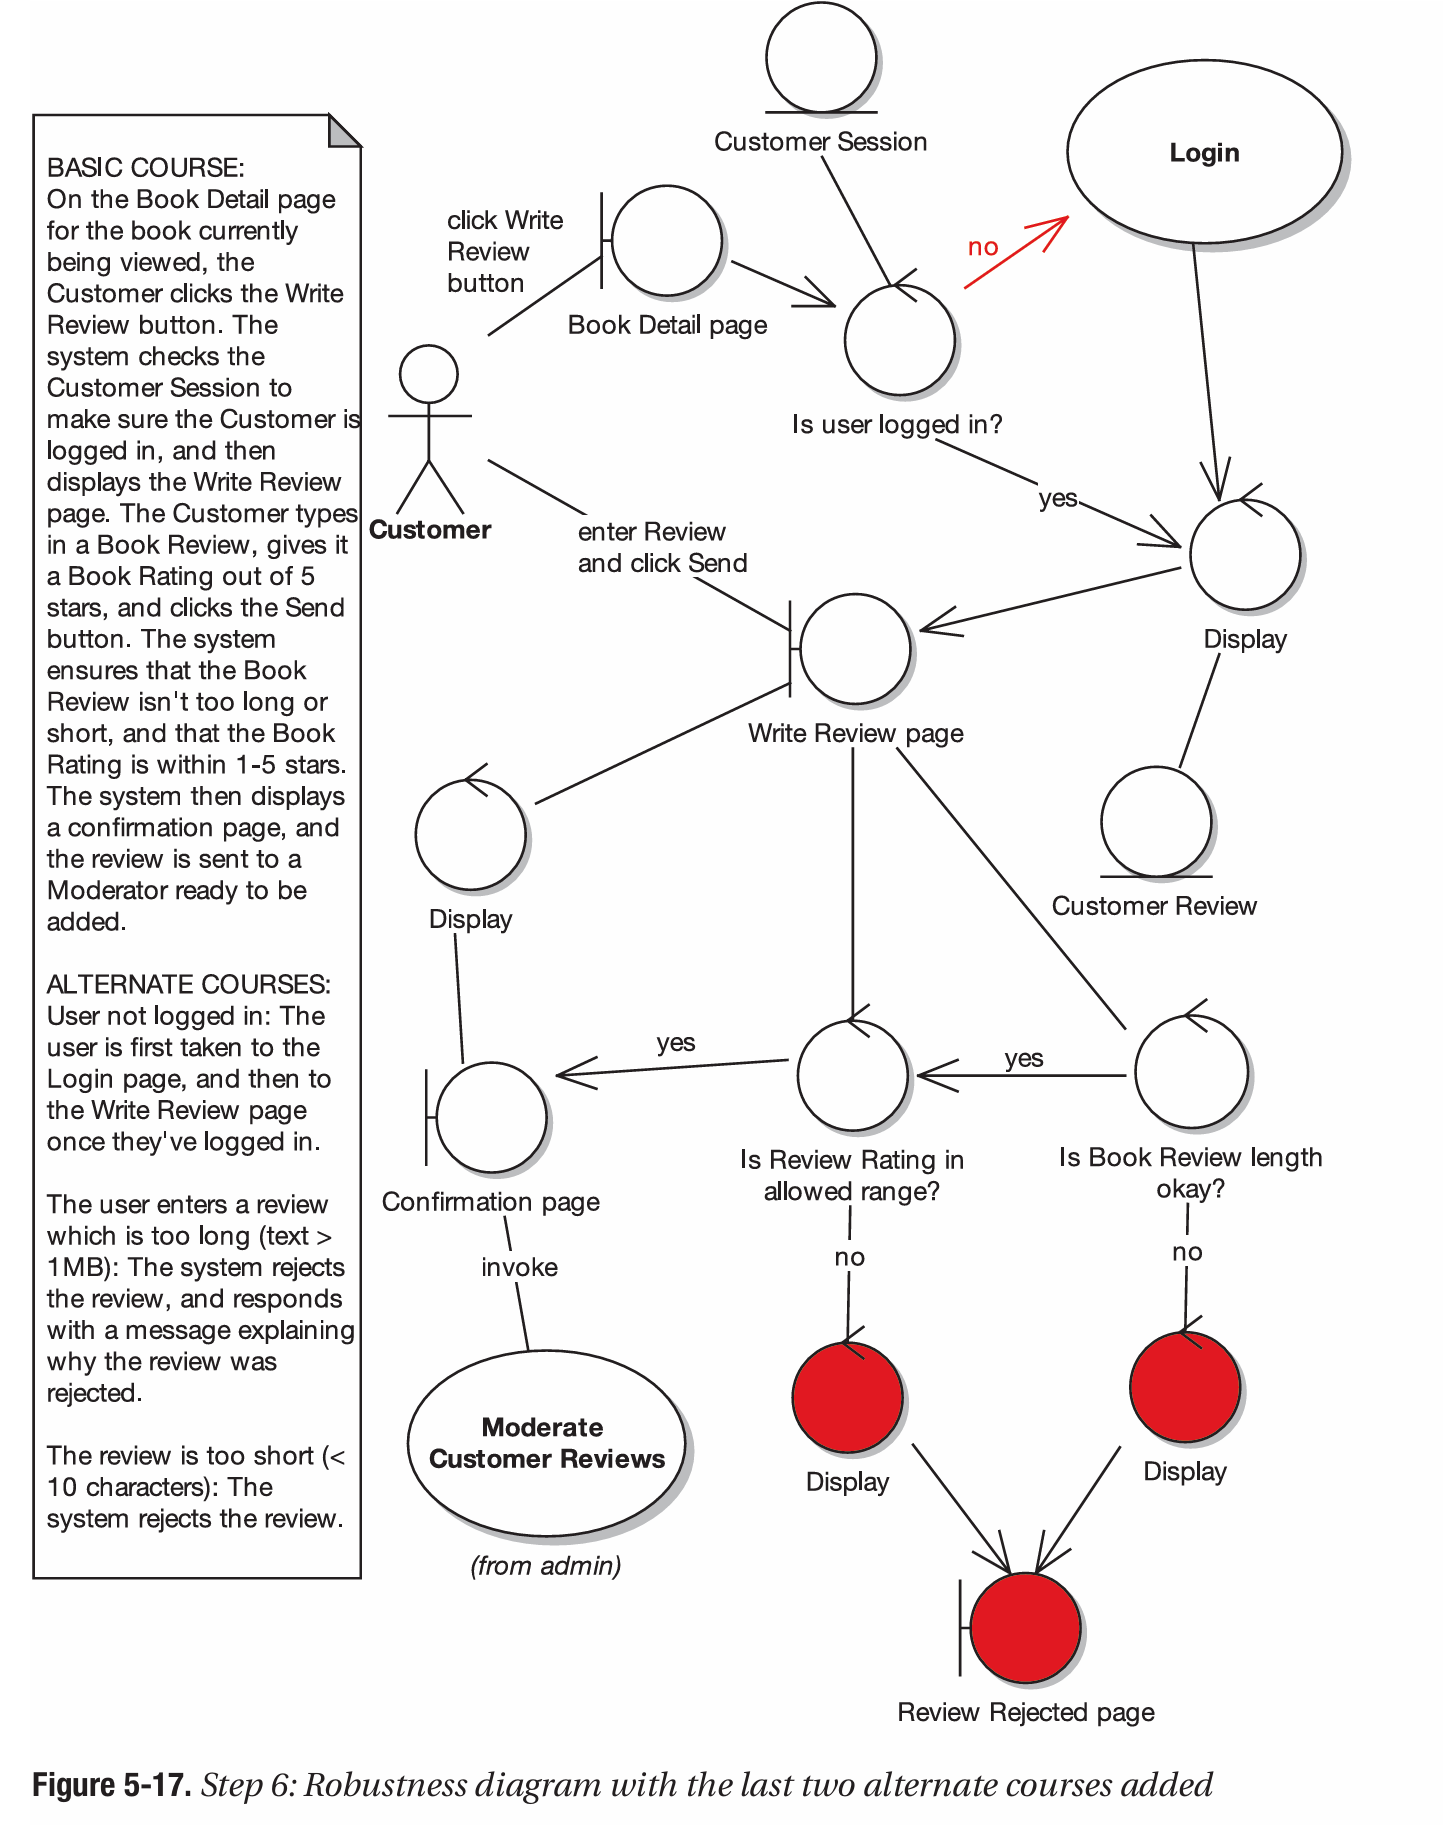 BASIC COURSE:
On the Book Detail page
for the book currently
being viewed, the
Customer clicks the Write
Review button. The
system checks the
Customer Session to
make sure the Customer is
logged in, and then
displays the Write Review
page. The Customer types
in a Book Review, gives it
a Book Rating out of 5
stars, and clicks the Send
button. The system
ensures that the Book
Review isn't too long or
short, and that the Book
Rating is within 1-5 stars.
The system then displays
a confirmation page, and
the review is sent to a
Moderator ready to be
added.
ALTERNATE COURSES:
User not logged in: The
user is first taken to the
Login page, and then to
the Write Review page
once they've logged in.
The user enters a review
which is too long (text >
1MB): The system rejects
the review, and responds
with a message explaining
why the review was
rejected.
The review is too short (<
10 characters): The
system rejects the review.
Customer Session
Login
click Write
Review
button
no
Book Detail page
Is user logged in?
yes
Customer
enter Review
and click Send
Display
Write Review page
Customer Review
Display
yes
yes
Is Review Rating in
allowed range?
Is Book Review length
okay?
Confirmation page
no
no
invoke
Moderate
Customer Reviews
Display
Display
(from admin)
Review Rejected page
Figure 5-17. Step 6: Robustness diagram with the last two alternate courses added